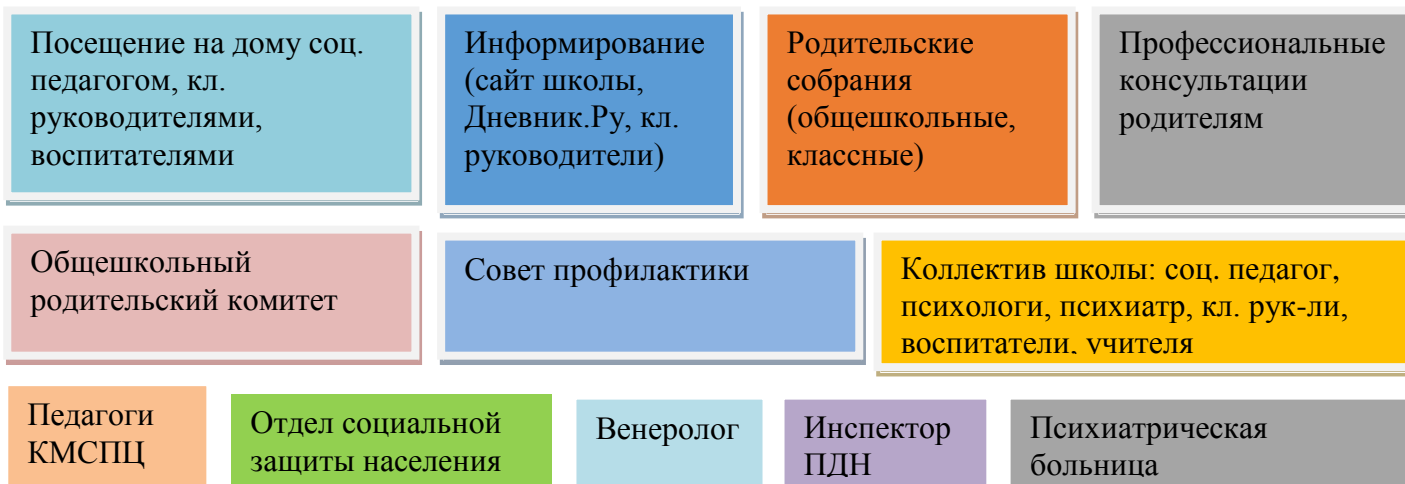 Посещение на дому соц.
педагогом, кл.
руководителями,
воспитателями
Информирование
(сайт школы,
Дневник.Ру, кл.
руководители)
Родительские
собрания
(общешкольные,
классные)
Профессиональные
консультации
родителям
Общешкольный
родительский комитет
Совет профилактики
Коллектив школы: соц. педагог,
психологи, психиатр, кл. рук-ли,
воспитатели, учителя
Педагоги
КМСПЦ
Отдел социальной
защиты населения
Венеролог
Инспектор
ПДН
Психиатрическая
больница